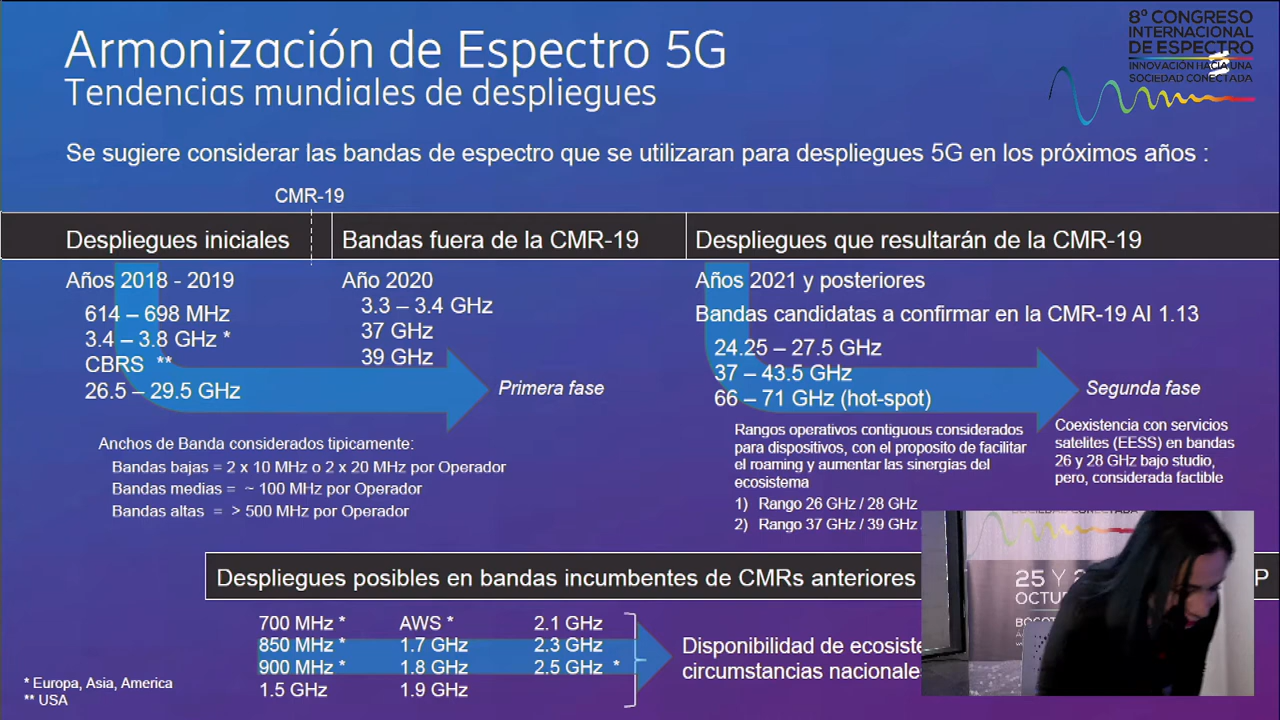 Armonización de Espectro 5G
Tendencias mundiales de despliegues
8º CONGRESO
INTERNACIONAL
DE ESPECTRO
INNOVACIÓN HACIA UNA
SOCIEDAD CONECTADA
Se sugiere considerar las bandas de espectro que se utilizaran para despliegues 5G en los próximos años :
CMR-19
Despliegues iniciales
Bandas fuera de la CMR-19
Despliegues que resultarán de la CMR-19
Años 2018 - 2019
614 – 698 MHz
3.4 – 3.8 GHz *
CBRS **
26.5 – 29.5 GHz
Año 2020
3.3 – 3.4 GHz
37 GHz
39 GHz
Primera fase
Años 2021 y posteriores
Bandas candidatas a confirmar en la CMR-19 AI 1.13
24.25 – 27.5 GHz
37 – 43.5 GHz
66 – 71 GHz (hot-spot)
Segunda fase
Anchos de Banda considerados tipicamente:
Bandas bajas = 2 x 10 MHz o 2 x 20 MHz por Operador
Bandas medias = ~ 100 MHz por Operador
Bandas altas = > 500 MHz por Operador
Rangos operativos contiguous considerados
para dispositivos, con el proposito de facilitar
el roaming y aumentar las sinergías del
ecosistema
1) Rango 26 GHz / 28 GHz
2) Rango 37 GHz / 39 GHz
Coexistencia con servicios
satelites (EESS) en bandas
26 y 28 GHz bajo studio,
pero, considerada factible
Despliegues posibles en bandas incumbentes de CMRs anteriores
P
700 MHz * AWS * 2.1 GHz
850 MHz * 1.7 GHz 2.3 GHz
900 MHz * 1.8 GHz 2.5 GHz *
1.5 GHz 1.9 GHz
Disponibilidad de ecosiste
circumstancias nacionale
* Europa, Asia, America
** USA
SOCIEDAD CONECTADA
25 Y
OCTU
BOGOT